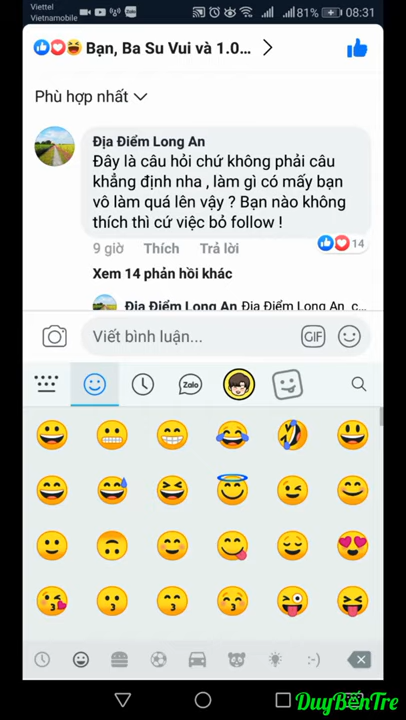 Viettel
Vietnamobile
Zalo
81%
08:31
Bạn, Ba Su Vui và 1.0...
Phù hợp nhất
Địa Điểm Long An
Đây là câu hỏi chứ không phải câu
khẳng định nha , làm gì có mấy bạn
vô làm quá lên vậy ? Bạn nào không
thích thì cứ việc bỏ follow !
9 giờ Thích Trả lời 14
Xem 14 phản hồi khác
Địa Điểm Long An Địa Điểm Long An c...
Viết bình luận... GIF
Zalo
:-)
DuyBếnTre